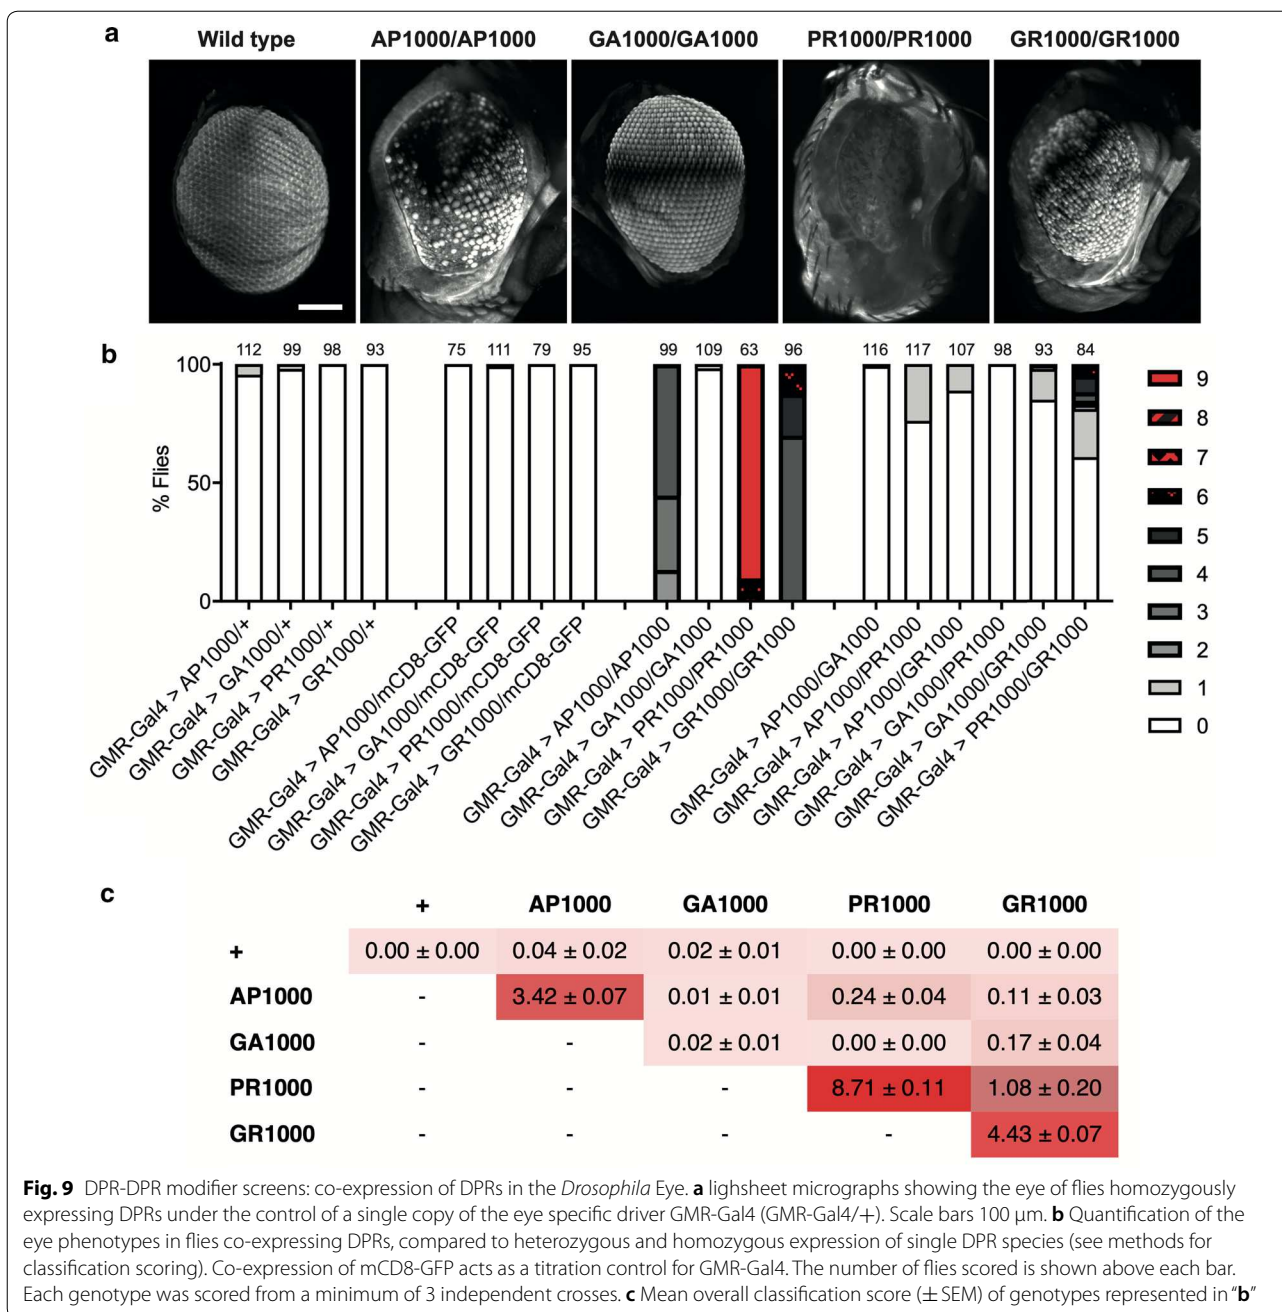 a
Wild type AP1000/AP1000 GA1000/GA1000 PR1000/PR1000 GR1000/GR1000
b
112 99 98 93 75 111 79 95 99 109 63 96 116 117 107 98 93 84
100
50
0
% Flies
9
8
7
6
5
4
3
2
1
0
GMR-Gal4 > AP1000/+
GMR-Gal4 > GA1000/+
GMR-Gal4 > PR1000/+
GMR-Gal4 > GR1000/+
GMR-Gal4 > AP1000/mCD8-GFP
GMR-Gal4 > GA1000/mCD8-GFP
GMR-Gal4 > PR1000/mCD8-GFP
GMR-Gal4 > GR1000/mCD8-GFP
GMR-Gal4 > AP1000/AP1000
GMR-Gal4 > GA1000/GA1000
GMR-Gal4 > PR1000/PR1000
GMR-Gal4 > GR1000/GR1000
GMR-Gal4 > AP1000/GA1000
GMR-Gal4 > AP1000/PR1000
GMR-Gal4 > AP1000/GR1000
GMR-Gal4 > GA1000/PR1000
GMR-Gal4 > GA1000/GR1000
GMR-Gal4 > PR1000/GR1000
c
+ AP1000 GA1000 PR1000 GR1000
+ 0.00 ± 0.00 0.04 ± 0.02 0.02 ± 0.01 0.00 ± 0.00 0.00 ± 0.00
AP1000 - 3.42 ± 0.07 0.01 ± 0.01 0.24 ± 0.04 0.11 ± 0.03
GA1000 - - 0.02 ± 0.01 0.00 ± 0.00 0.17 ± 0.04
PR1000 - - - 8.71 ± 0.11 1.08 ± 0.20
GR1000 - - - - 4.43 ± 0.07
Fig. 9 DPR-DPR modifier screens: co-expression of DPRs in the Drosophila Eye. a lighsheet micrographs showing the eye of flies homozygously
expressing DPRs under the control of a single copy of the eye specific driver GMR-Gal4 (GMR-Gal4/+). Scale bars 100 μm. b Quantification of the
eye phenotypes in flies co-expressing DPRs, compared to heterozygous and homozygous expression of single DPR species (see methods for
classification scoring). Co-expression of mCD8-GFP acts as a titration control for GMR-Gal4. The number of flies scored is shown above each bar.
Each genotype was scored from a minimum of 3 independent crosses. c Mean overall classification score (± SEM) of genotypes represented in "b"